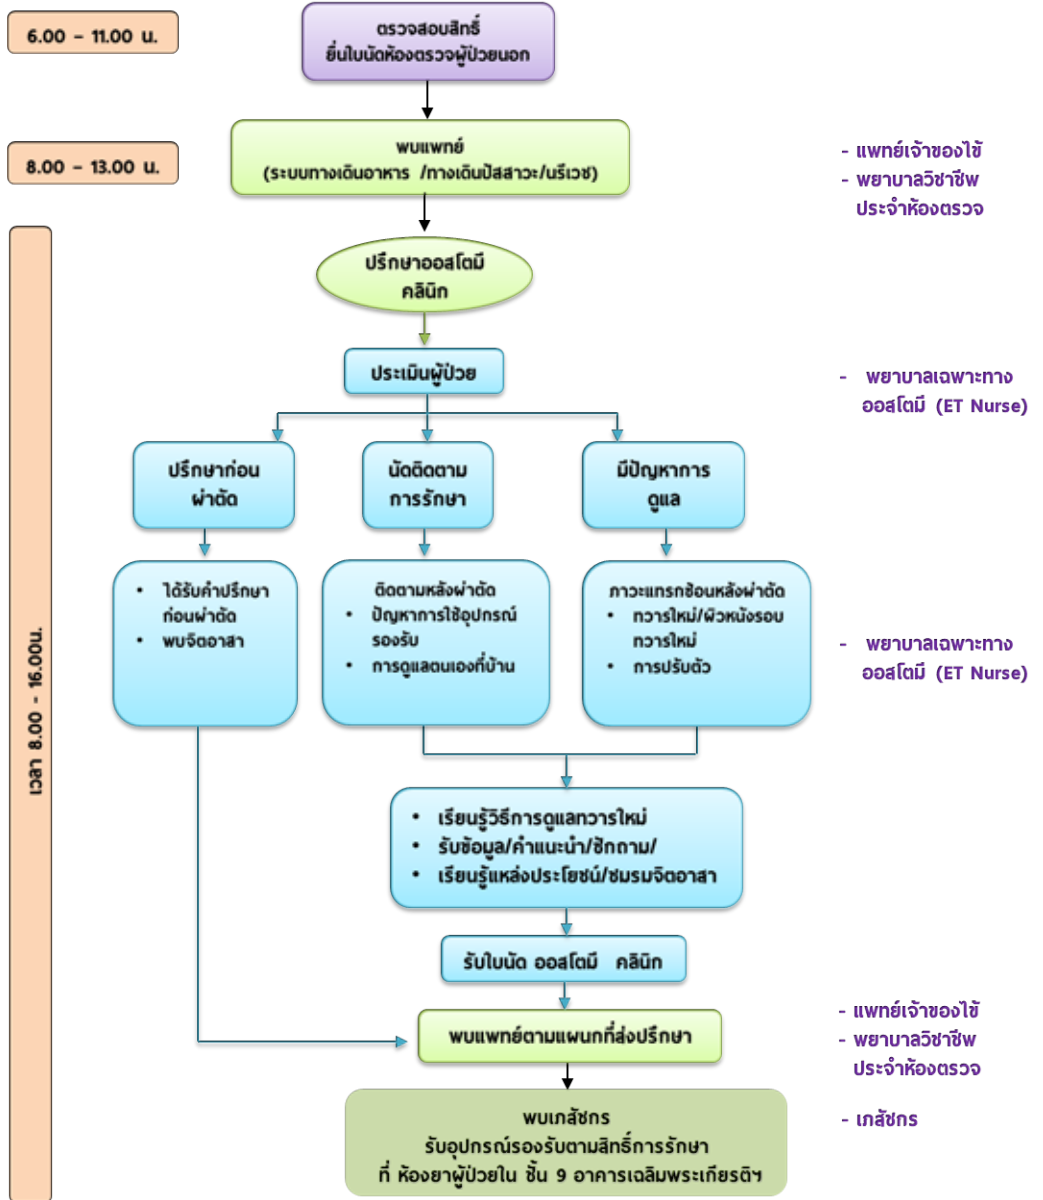 6.00 – 11.00 น.
ตรวจสอบสิทธิ์
ยื่นใบนัดห้องตรวจผู้ป่วยนอก
8.00 – 13.00 น.
พบแพทย์
(ระบบทางเดินอาหาร /ทางเดินปัสสาวะ/นรีเวช)
- แพทย์เจ้าของไข้
- พยาบาลวิชาชีพ
ประจำห้องตรวจ
เวลา 8.00 - 16.00น.
ปรึกษาออสโตมี
คลินิก
ประเมินผู้ป่วย
- พยาบาลเฉพาะทาง
ออสโตมี (ET Nurse)
ปรึกษาก่อน
ผ่าตัด
นัดติดตาม
การรักษา
มีปัญหาการ
ดูแล
• ได้รับคำปรึกษา
ก่อนผ่าตัด
• พบจิตอาสา
ติดตามหลังผ่าตัด
• ปัญหาการใช้อุปกรณ์
รองรับ
• การดูแลตนเองที่บ้าน
ภาวะแทรกซ้อนหลังผ่าตัด
• ทวารใหม่/ผิวหนังรอบ
ทวารใหม่
• การปรับตัว
- พยาบาลเฉพาะทาง
ออสโตมี (ET Nurse)
• เรียนรู้วิธีการดูแลทวารใหม่
• รับข้อมูล/คำแนะนำ/ซักถาม/
• เรียนรู้แหล่งประโยชน์/ชมรมจิตอาสา
รับใบนัด ออสโตมี คลินิก
พบแพทย์ตามแผนกที่ส่งปรึกษา
- แพทย์เจ้าของไข้
- พยาบาลวิชาชีพ
ประจำห้องตรวจ
พบเภสัชกร
รับอุปกรณ์รองรับตามสิทธิ์การรักษา
ที่ ห้องยาผู้ป่วยใน ชั้น 9 อาคารเฉลิมพระเกียรติฯ
- เภสัชกร